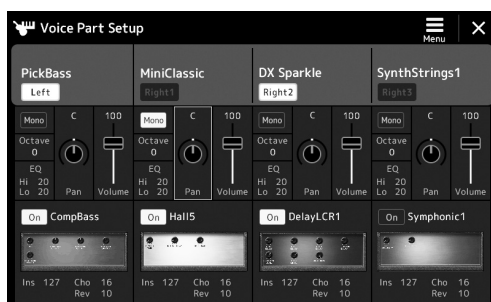 Voice Part Setup
Menu
PickBass MiniClassic DX Sparkle SynthStrings1
Left Right1 Right2 Right3
Mono C 100 Mono C 100 Mono C 100 Mono C 100
Octave Octave Octave Octave
0 0 0 0
EQ EQ EQ EQ
Hi 20 Hi 20 Hi 20 Hi 20
Lo 20 Pan Volume Lo 20 Pan Volume Lo 20 Pan Volume Lo 20 Pan Volume
On CompBass On Hall5 On DelayLCR1 On Symphonic1
Ins 127 Cho 16 Ins 127 Cho 16 Ins 127 Cho 16 Ins 127 Cho 16
Rev 10 Rev 10 Rev 10 Rev 10